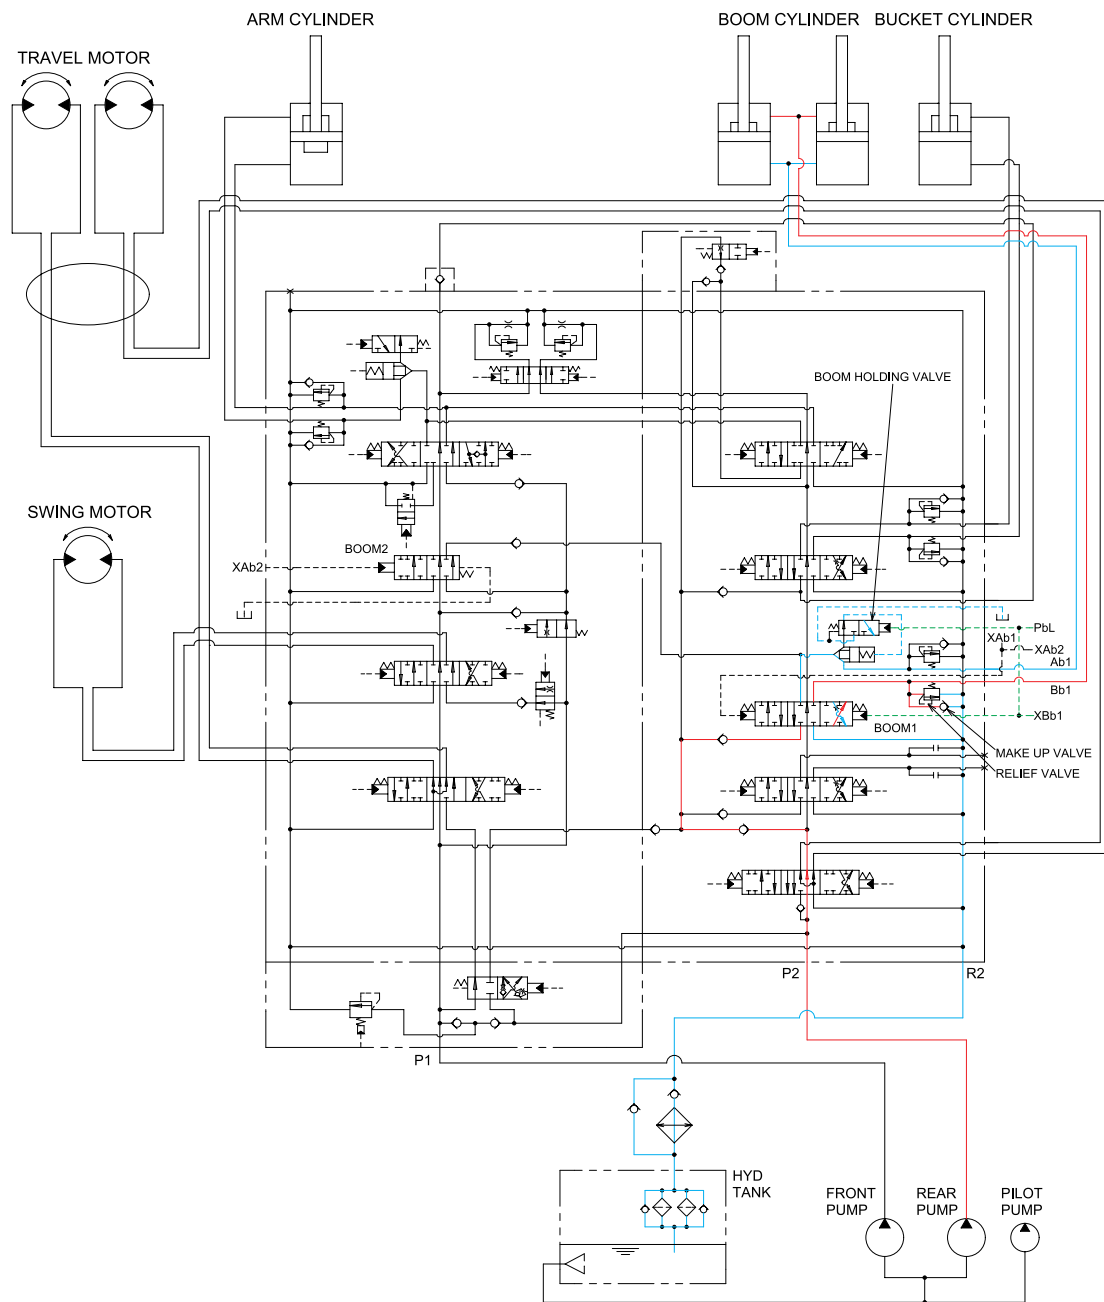 ARM CYLINDER
BOOM CYLINDER
BUCKET CYLINDER
TRAVEL MOTOR
BOOM HOLDING VALVE
SWING MOTOR
BOOM2
XAb2
PbL
XAb1
XAb2
Ab1
Bb1
XBb1
BOOM1
MAKE UP VALVE
RELIEF VALVE
P2
R2
P1
HYD
TANK
FRONT
PUMP
REAR
PUMP
PILOT
PUMP